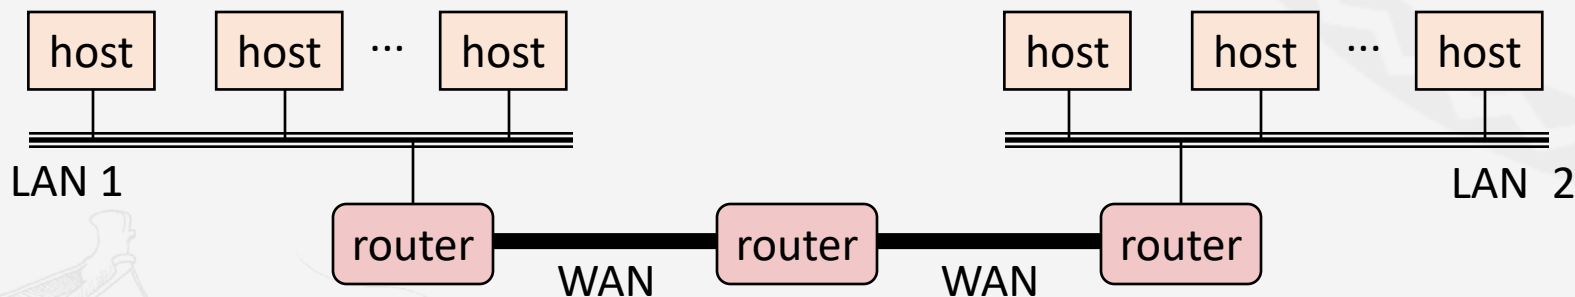 host host ... host host host ... host
LAN 1 LAN 2
router router router
WAN WAN